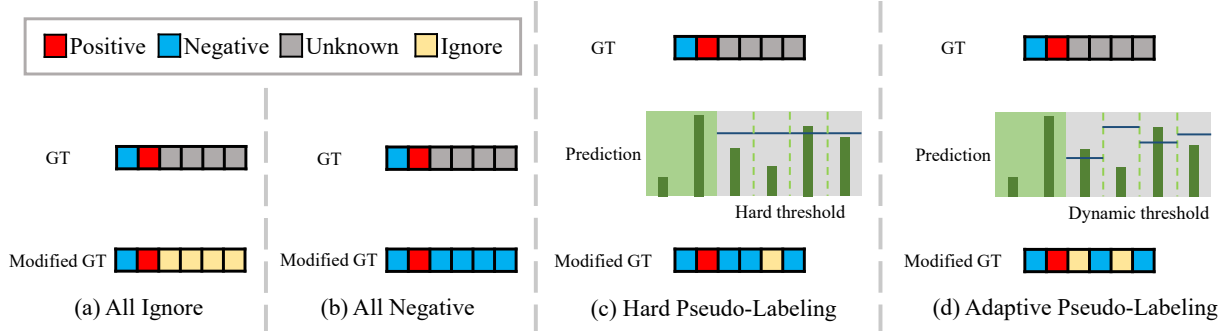 Positive Negative Unknown Ignore
GT
Modified GT
(a) All Ignore
GT
Modified GT
(b) All Negative
GT
Prediction
Hard threshold
Modified GT
(c) Hard Pseudo-Labeling
GT
Prediction
Dynamic threshold
Modified GT
(d) Adaptive Pseudo-Labeling